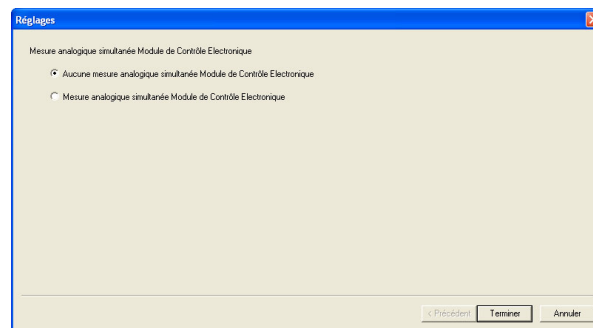 Réglages
Mesure analogique simultanée Module de Contrôle Electronique
Aucune mesure analogique simultanée Module de Contrôle Electronique
Mesure analogique simultanée Module de Contrôle Electronique
< Précédent Terminer Annuler